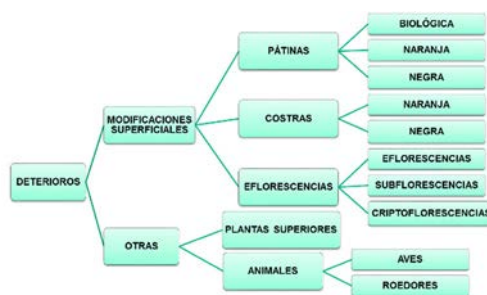 DETERIOROS
MODIFICACIONES
SUPERFICIALES
PÁTINAS
BIOLÓGICA
NARANJA
NEGRA
COSTRAS
NARANJA
NEGRA
EFLORESCENCIAS
EFLORESCENCIAS
SUBFLORESCENCIAS
CRIPTOFLORESCENCIAS
OTRAS
PLANTAS SUPERIORES
ANIMALES
AVES
ROEDORES